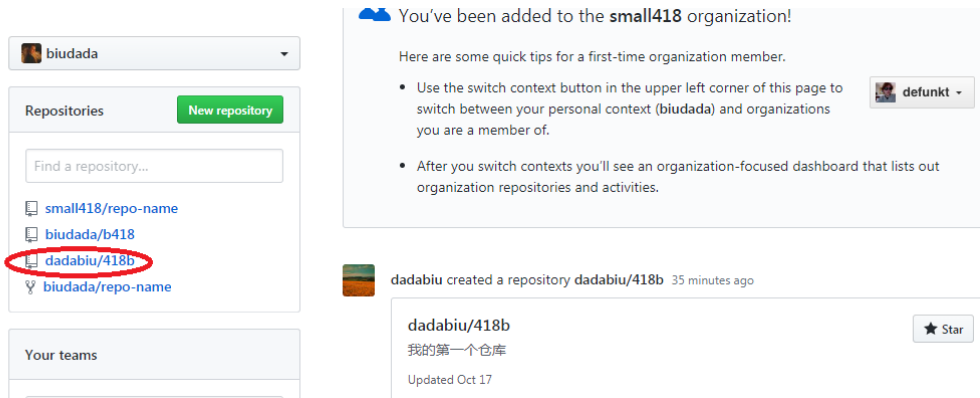 biudada
Repositories
New repository
Find a repository...
small418/repo-name
biudada/b418
dadabiu/418b
biudada/repo-name
Your teams
You've been added to the small418 organization!
Here are some quick tips for a first-time organization member.
• Use the switch context button in the upper left corner of this page to
switch between your personal context (biudada) and organizations
you are a member of.
defunkt
• After you switch contexts you'll see an organization-focused dashboard that lists out
organization repositories and activities.
dadabiu created a repository dadabiu/418b 35 minutes ago
dadabiu/418b
Star
我的第一个仓库
Updated Oct 17